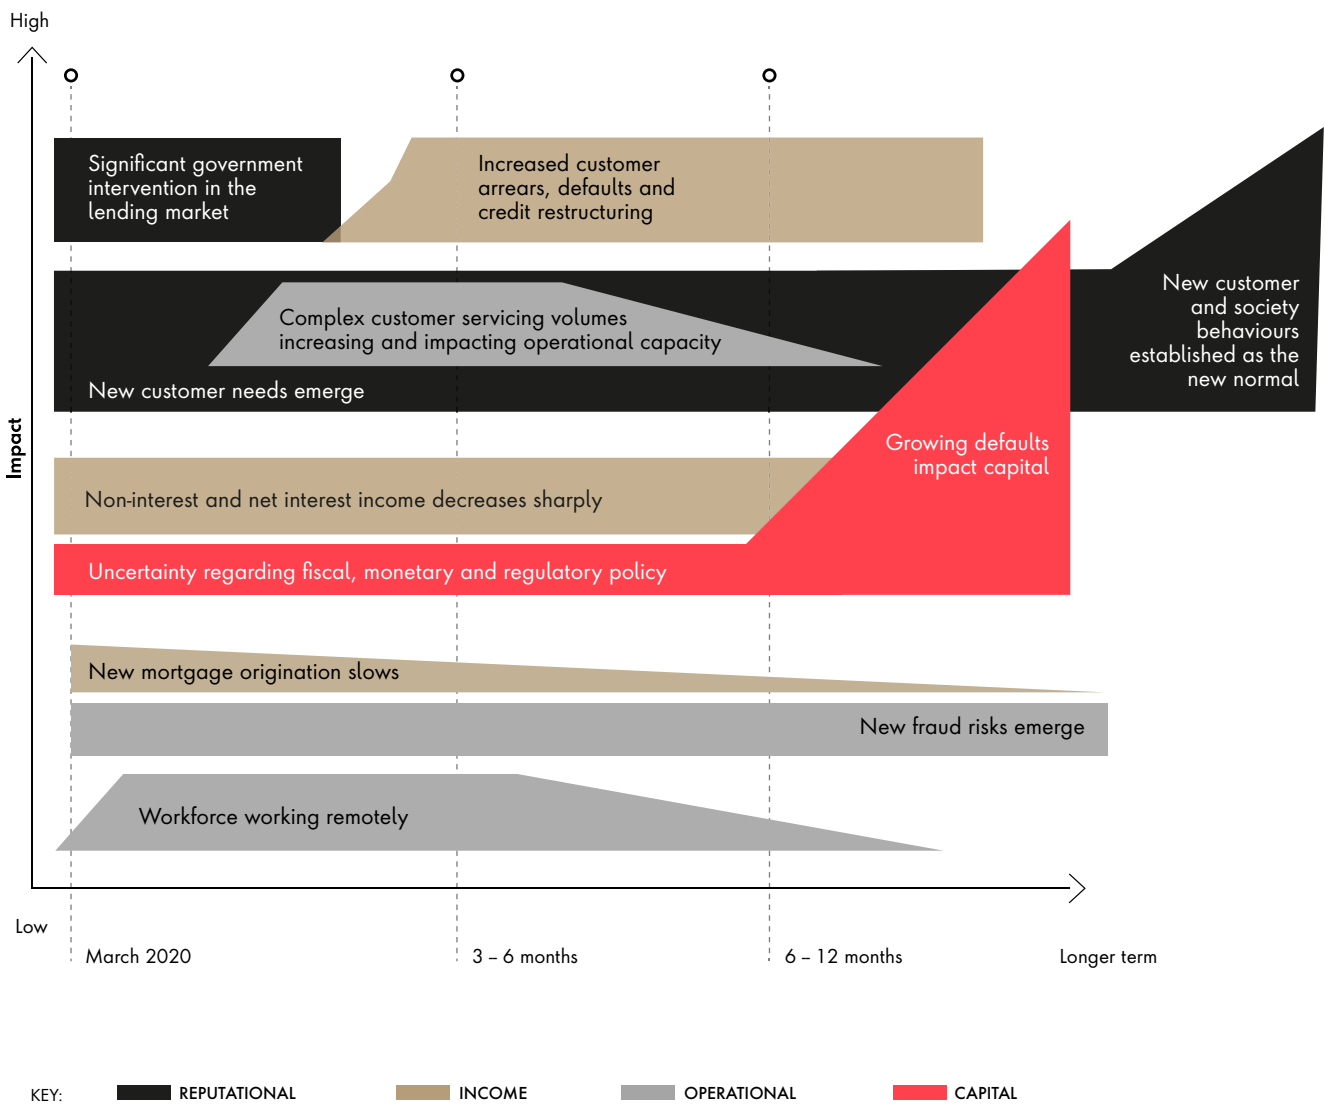 High
Significant government
intervention in the
lending market
Increased customer
arrears, defaults and
credit restructuring
New customer
and society
behaviours
established as the
new normal
Complex customer servicing volumes
increasing and impacting operational capacity
New customer needs emerge
Impact
Growing defaults
impact capital
Non-interest and net interest income decreases sharply
Uncertainty regarding fiscal, monetary and regulatory policy
New mortgage origination slows
New fraud risks emerge
Workforce working remotely
Low
March 2020
3 – 6 months
6 – 12 months
Longer term
KEY:
REPUTATIONAL
INCOME
OPERATIONAL
CAPITAL